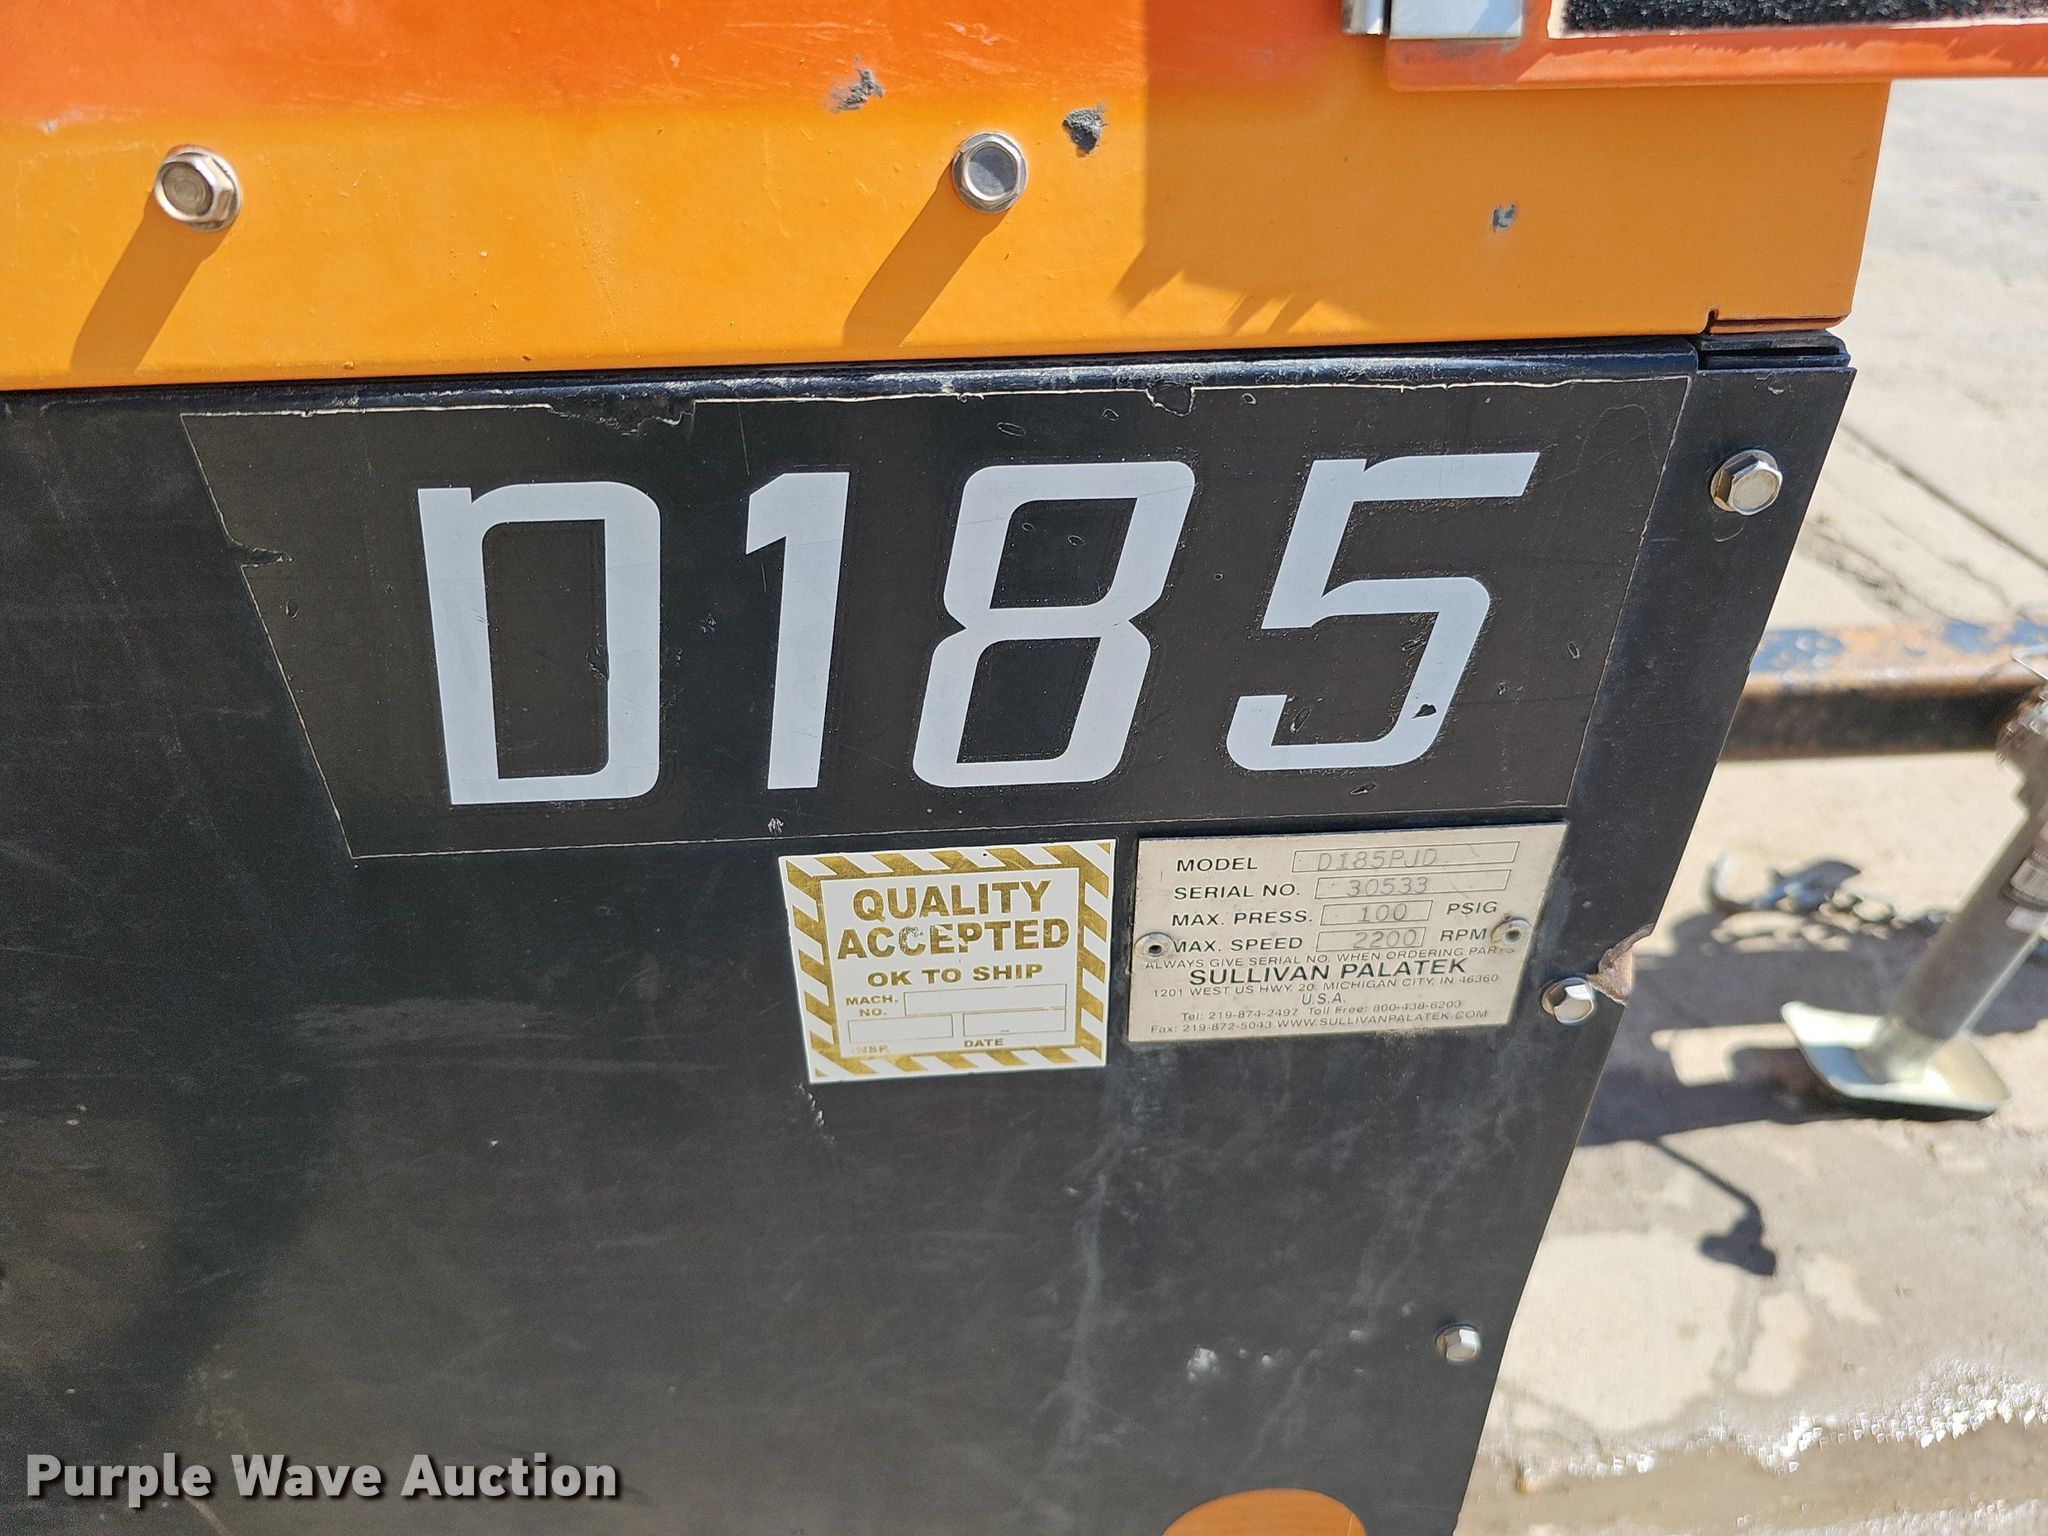 D185
QUALITY
ACCEPTED
OK TO SHIP
MACH.
NO.
INSP. DATE
MODEL D185PJD
SERIAL NO. 30533
MAX. PRESS. 100 PSIG
MAX. SPEED 2200 RPM
ALWAYS GIVE SERIAL NO. WHEN ORDERING PARTS
SULLIVAN PALATEK
1201 WEST US HWY. 20, MICHIGAN CITY, IN 46360
U.S.A.
Tel: 219-874-2497 Toll Free: 800-438-6203
Fax: 219-872-5043 WWW.SULLIVANPALATEK.COM
Purple Wave Auction